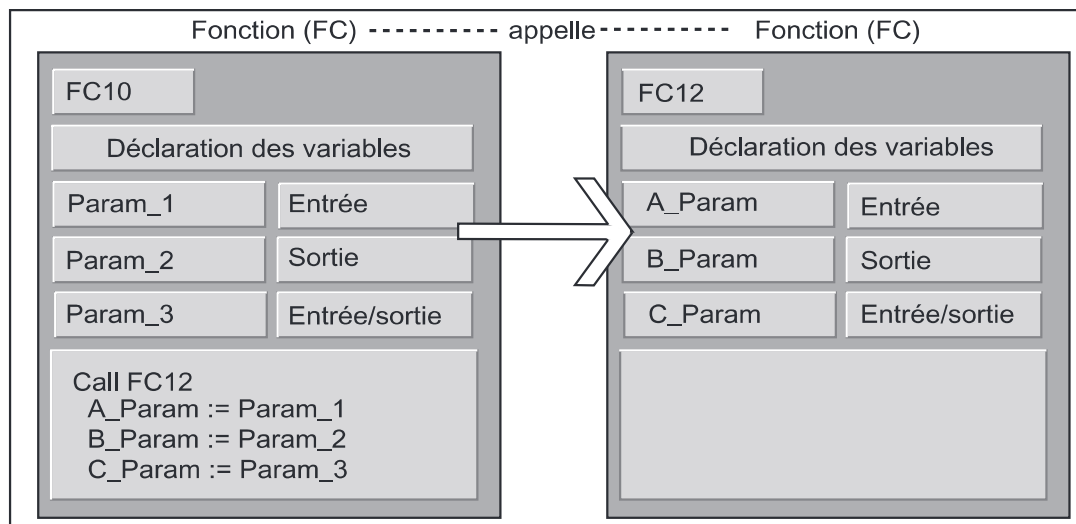 Fonction (FC) appelle Fonction (FC)
FC10
Déclaration des variables
Param_1 Entrée
Param_2 Sortie
Param_3 Entrée/sortie
Call FC12
A_Param := Param_1
B_Param := Param_2
C_Param := Param_3
FC12
Déclaration des variables
A_Param Entrée
B_Param Sortie
C_Param Entrée/sortie